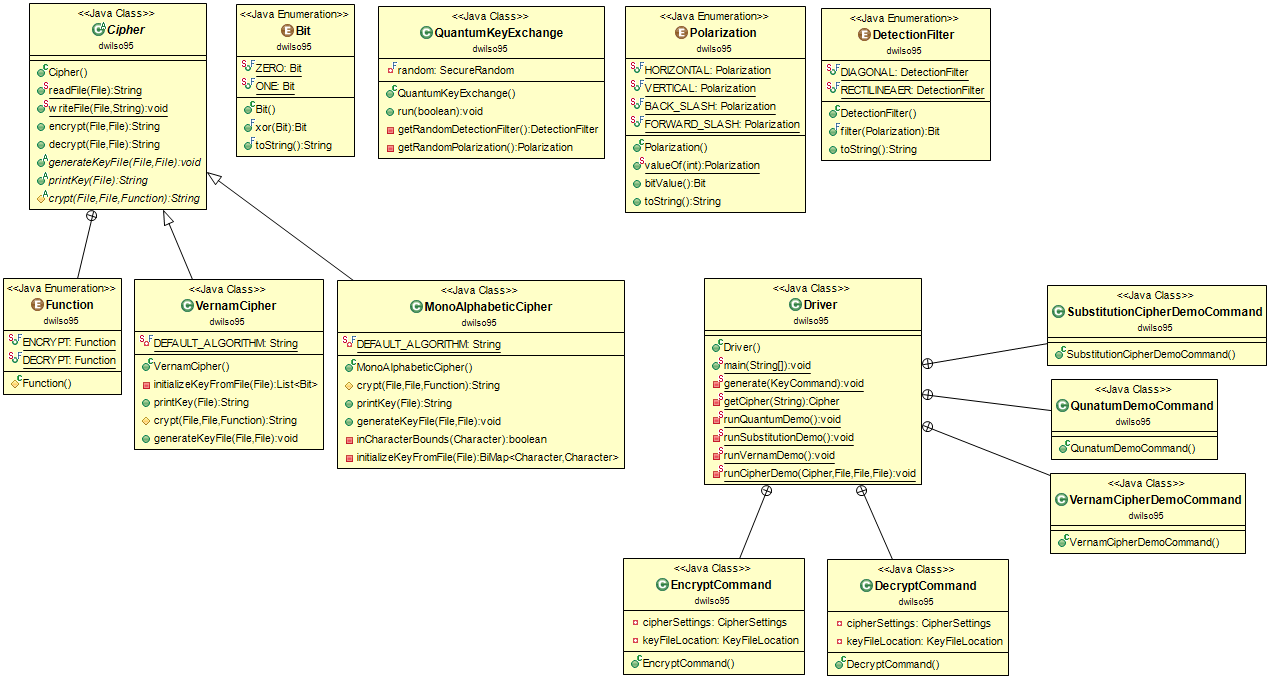 <<Java Class>>
Cipher
dwilso95
Cipher()
readFile(File):String
writeFile(File,String):void
encrypt(File,File):String
decrypt(File,File):String
generateKeyFile(File,File):void
printKey(File):String
crypt(File,File,Function):String
<<Java Enumeration>>
Bit
dwilso95
ZERO: Bit
ONE: Bit
Bit()
xor(Bit):Bit
toString():String
<<Java Class>>
QuantumKeyExchange
dwilso95
random: SecureRandom
QuantumKeyExchange()
run(boolean):void
getRandomDetectionFilter():DetectionFilter
getRandomPolarization():Polarization
<<Java Enumeration>>
Polarization
dwilso95
HORIZONTAL: Polarization
VERTICAL: Polarization
BACK_SLASH: Polarization
FORWARD_SLASH: Polarization
Polarization()
valueOf(int):Polarization
bitValue():Bit
toString():String
<<Java Enumeration>>
DetectionFilter
dwilso95
DIAGONAL: DetectionFilter
RECTILINEAER: DetectionFilter
DetectionFilter()
filter(Polarization):Bit
toString():String
<<Java Enumeration>>
Function
dwilso95
ENCRYPT: Function
DECRYPT: Function
Function()
<<Java Class>>
VernamCipher
dwilso95
DEFAULT_ALGORITHM: String
VernamCipher()
initializeKeyFromFile(File):List<Bit>
printKey(File):String
crypt(File,File,Function):String
generateKeyFile(File,File):void
<<Java Class>>
MonoAlphabeticCipher
dwilso95
DEFAULT_ALGORITHM: String
MonoAlphabeticCipher()
crypt(File,File,Function):String
printKey(File):String
generateKeyFile(File,File):void
inCharacterBounds(Character):boolean
initializeKeyFromFile(File):BiMap<Character,Character>
<<Java Class>>
Driver
dwilso95
Driver()
main(String[]):void
generate(KeyCommand):void
getCipher(String):Cipher
runQuantumDemo():void
runSubstitutionDemo():void
runVernamDemo():void
runCipherDemo(Cipher,File,File,File):void
<<Java Class>>
SubstitutionCipherDemoCommand
dwilso95
SubstitutionCipherDemoCommand()
<<Java Class>>
QunatumDemoCommand
dwilso95
QunatumDemoCommand()
<<Java Class>>
VernamCipherDemoCommand
dwilso95
VernamCipherDemoCommand()
<<Java Class>>
EncryptCommand
dwilso95
cipherSettings: CipherSettings
keyFileLocation: KeyFileLocation
EncryptCommand()
<<Java Class>>
DecryptCommand
dwilso95
cipherSettings: CipherSettings
keyFileLocation: KeyFileLocation
DecryptCommand()